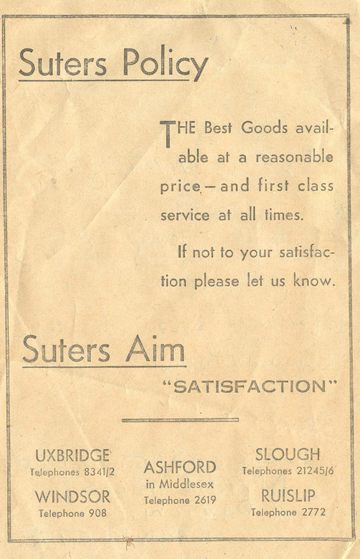 Suters Policy
THE Best Goods avail-
able at a reasonable
price,—and first class
service at all times.
If not to your satisfac-
tion please let us know.
Suters Aim
"SATISFACTION"
UXBRIDGE
Telephones 8341/2
WINDSOR
Telephone 908
ASHFORD
in Middlesex
Telephone 2619
SLOUGH
Telephones 21245/6
RUISLIP
Telephone 2772